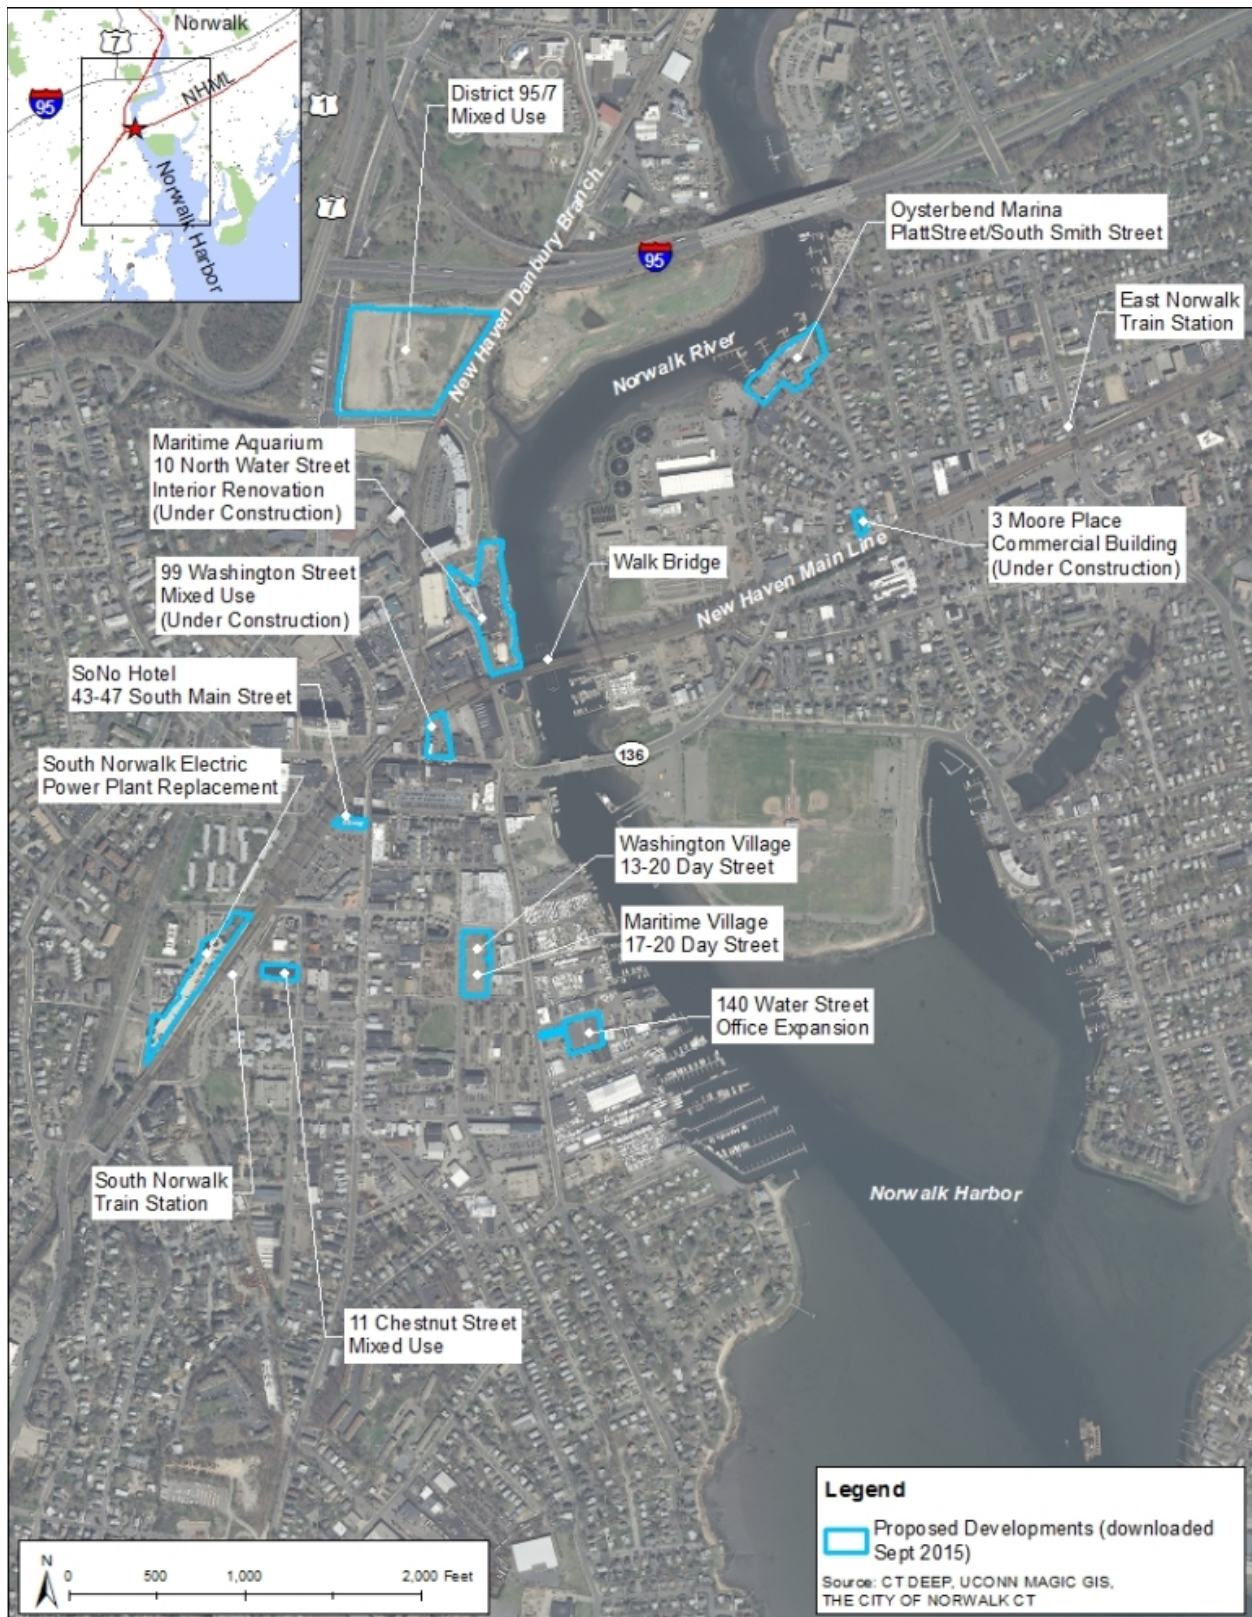 Norwalk
7
95
NHML
Norwalk Harbor
1
7
District 95/7
Mixed Use
New Haven Danbury Branch
95
Oysterbend Marina
PlattStreet/South Smith Street
East Norwalk
Train Station
Norwalk River
Maritime Aquarium
10 North Water Street
Interior Renovation
(Under Construction)
3 Moore Place
Commercial Building
(Under Construction)
Walk Bridge
New Haven Main Line
99 Washington Street
Mixed Use
(Under Construction)
SoNo Hotel
43-47 South Main Street
136
South Norwalk Electric
Power Plant Replacement
Washington Village
13-20 Day Street
Maritime Village
17-20 Day Street
140 Water Street
Office Expansion
South Norwalk
Train Station
Norwalk Harbor
11 Chestnut Street
Mixed Use
Legend
Proposed Developments (downloaded
Sept 2015)
Source: CT DEEP, UCONN MAGIC GIS,
THE CITY OF NORWALK CT
N
0 500 1,000 2,000 Feet